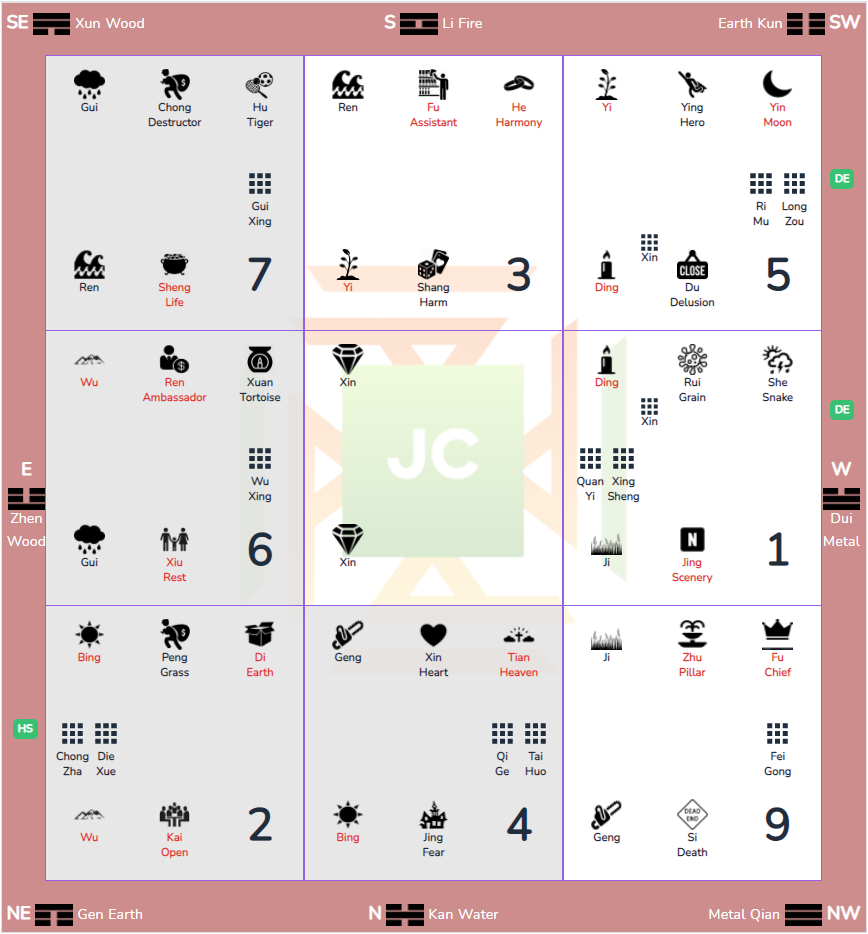 SE Xun Wood S Li Fire Earth Kun SW
Gui Chong Hu
Destructor Tiger
Gui
Xing
Ren Sheng 7
Life
Ren Fu He
Assistant Harmony
Yi Shang 3
Harm
Yi Ying Yin
Hero Moon
Ri Long
Mu Zou
Xin
Ding CLOSE Du 5
Delusion
DE
Wu Ren A Xuan
Ambassador Tortoise
Wu
Xing
Gui Xiu 6
Rest
E
Zhen
Wood
Xin
JC
Xin
Ding Rui She
Grain Snake
Xin
Quan Xing
Yi Sheng
Ji N Jing 1
Scenery
DE
W
Dui
Metal
Bing Peng Di
Grass Earth
HS
Chong Die
Zha Xue
Wu Kai 2
Open
Geng Xin Tian
Heart Heaven
Qi Tai
Ge Huo
Bing Jing 4
Fear
Ji Zhu Fu
Pillar Chief
Fei
Gong
DEAD
END
Geng Si 9
Death
NE Gen Earth N Kan Water Metal Qian NW